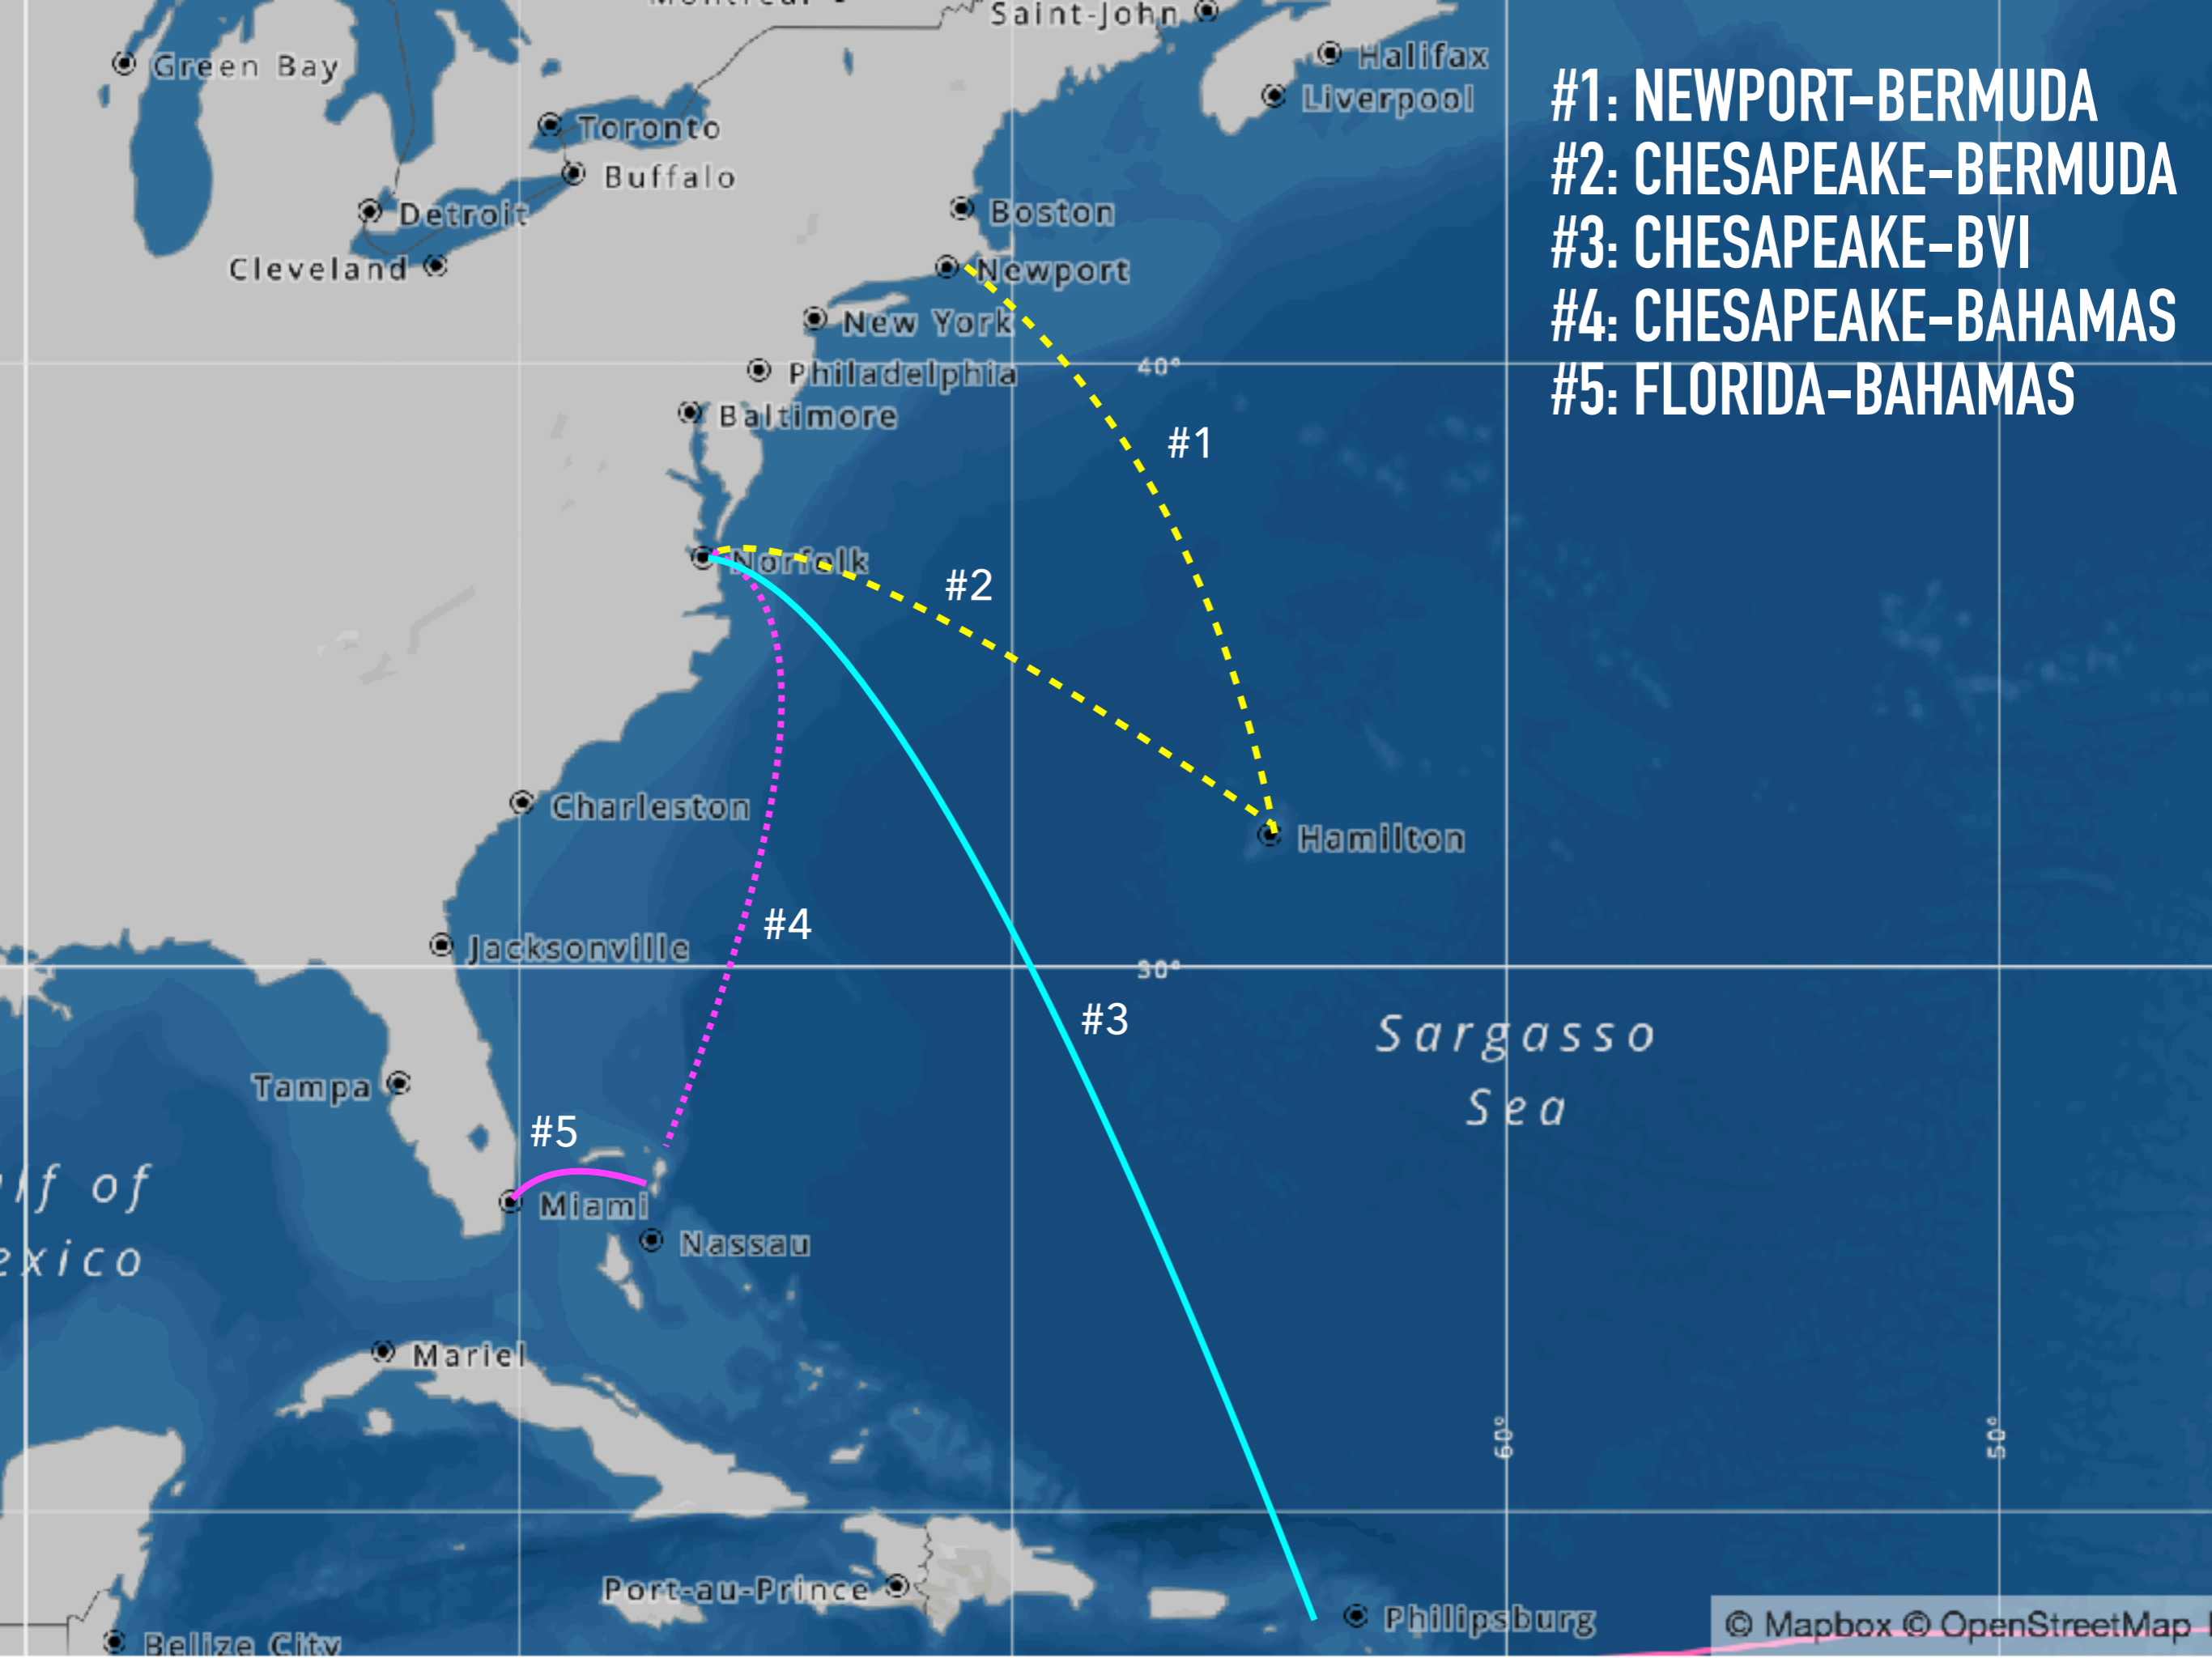 Saint-John
Halifax
Green Bay
Liverpool
#1: NEWPORT-BERMUDA
#2: CHESAPEAKE-BERMUDA
#3: CHESAPEAKE-BVI
#4: CHESAPEAKE-BAHAMAS
#5: FLORIDA-BAHAMAS
Toronto
Buffalo
Detroit
Boston
Cleveland
Newport
New York
Philadelphia
40°
Baltimore
#1
Norfolk
#2
Charleston
Hamilton
#4
Jacksonville
30°
#3
Sargasso
Sea
Tampa
#5
lf of
exico
Miami
Nassau
Mariel
60°
50°
Port-au-Prince
Philipsburg
© Mapbox © OpenStreetMap
Belize City